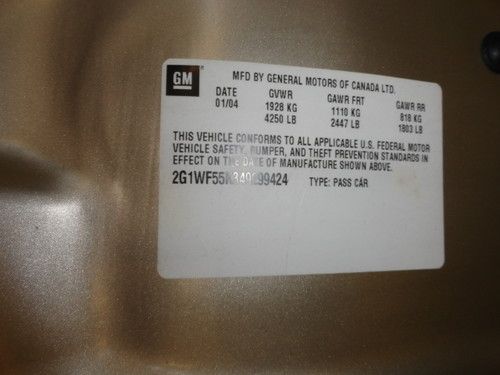 GM
MFD BY GENERAL MOTORS OF CANADA LTD.
DATE GVWR GAWR FRT GAWR RR
01/04 1928 KG 1110 KG 818 KG
4250 LB 2447 LB 1803 LB
THIS VEHICLE CONFORMS TO ALL APPLICABLE U.S. FEDERAL MOTOR
VEHICLE SAFETY, BUMPER, AND THEFT PREVENTION STANDARDS IN
EFFECT ON THE DATE OF MANUFACTURE SHOWN ABOVE.
2G1WF55K349299424 TYPE: PASS CAR